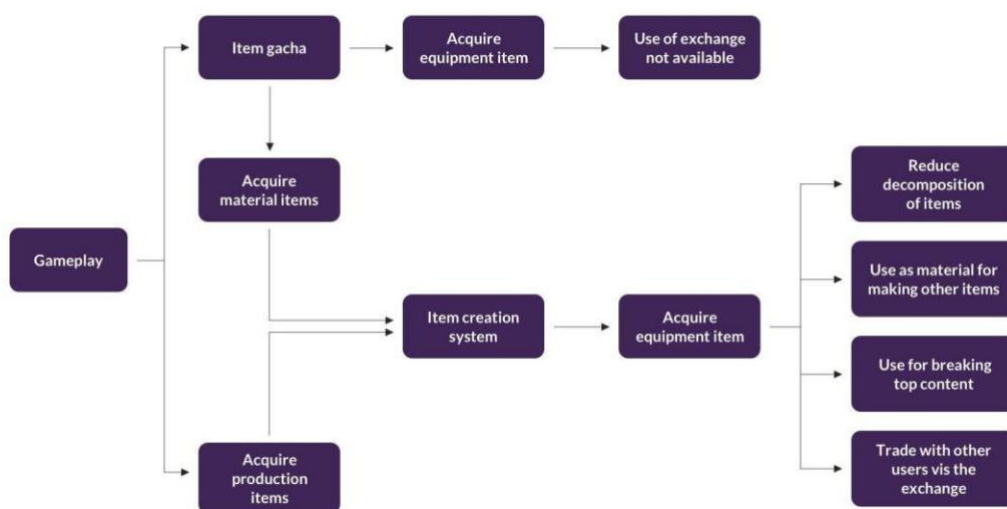 Item gacha
Acquire
equipment item
Use of exchange
not available
Acquire
material items
Gameplay
Item creation
system
Acquire
equipment item
Acquire
production
items
Reduce
decomposition
of items
Use as material for
making other items
Use for breaking
top content
Trade with other
users vis the
exchange